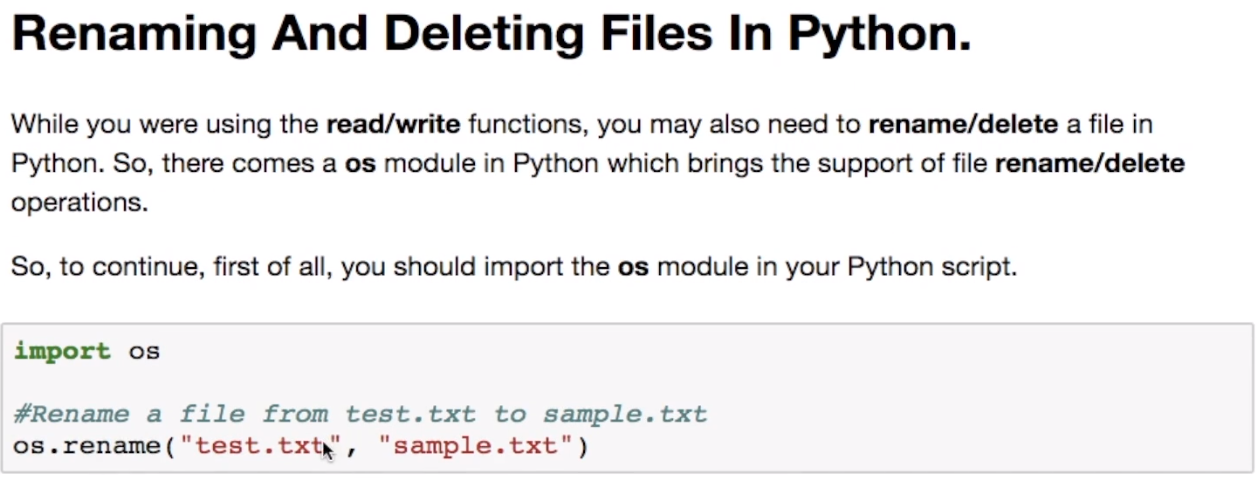 Renaming And Deleting Files In Python.
While you were using the read/write functions, you may also need to rename/delete a file in
Python. So, there comes a os module in Python which brings the support of file rename/delete
operations.
So, to continue, first of all, you should import the os module in your Python script.
import os
#Rename a file from test.txt to sample.txt
os.rename("test.txt", "sample.txt")